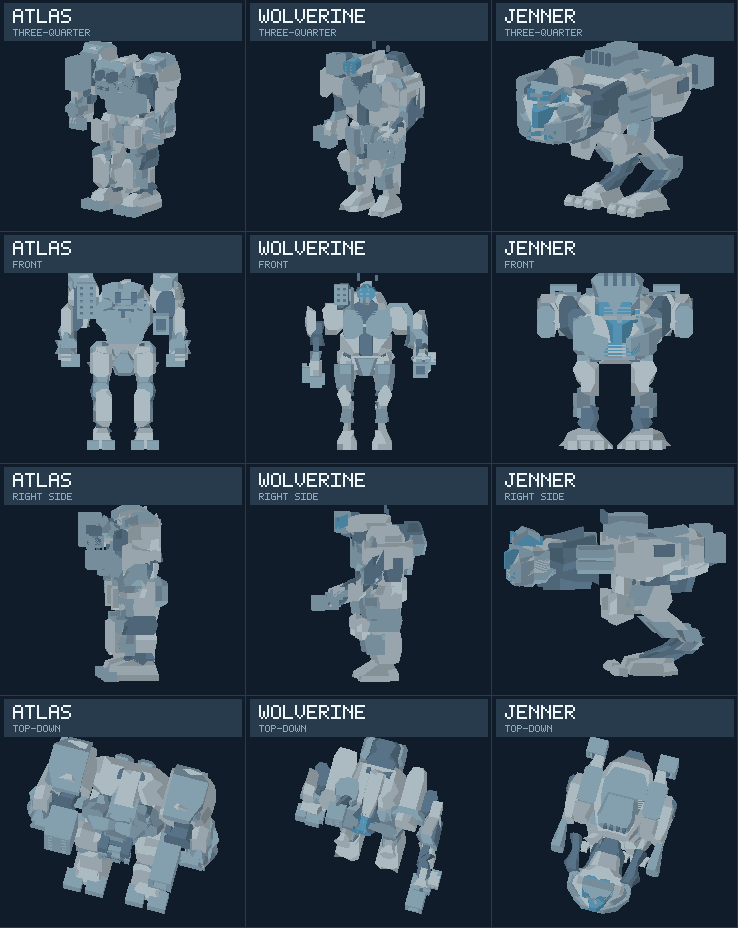 ATLAS
THREE-QUARTER
WOLVERINE
THREE-QUARTER
JENNER
THREE-QUARTER
ATLAS
FRONT
WOLVERINE
FRONT
JENNER
FRONT
ATLAS
RIGHT SIDE
WOLVERINE
RIGHT SIDE
JENNER
RIGHT SIDE
ATLAS
TOP-DOWN
WOLVERINE
TOP-DOWN
JENNER
TOP-DOWN